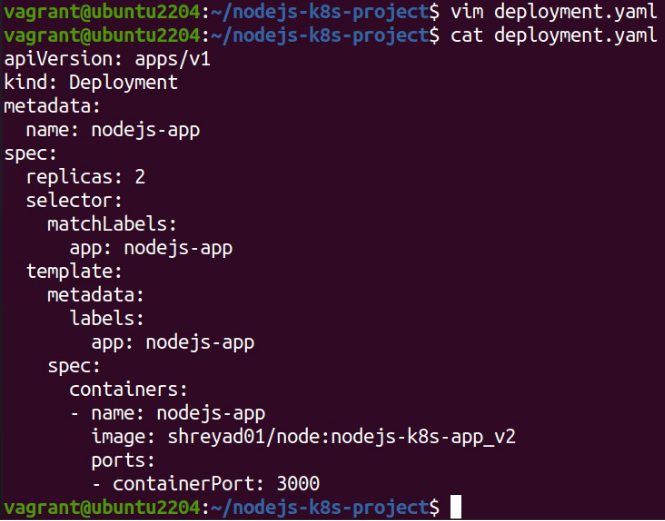 vagrant@ubuntu2204:~/nodejs-k8s-project$ vim deployment.yaml
vagrant@ubuntu2204:~/nodejs-k8s-project$ cat deployment.yaml
apiVersion: apps/v1
kind: Deployment
metadata:
  name: nodejs-app
spec:
  replicas: 2
  selector:
    matchLabels:
      app: nodejs-app
  template:
    metadata:
      labels:
        app: nodejs-app
    spec:
      containers:
      - name: nodejs-app
        image: shreyad01/node:nodejs-k8s-app_v2
        ports:
        - containerPort: 3000
vagrant@ubuntu2204:~/nodejs-k8s-project$